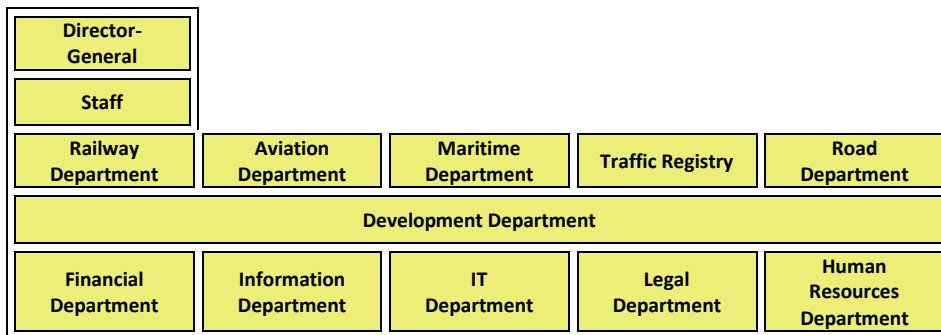 Director-
General
Staff
Railway
Department
Aviation
Department
Maritime
Department
Traffic Registry
Road
Department
Development Department
Financial
Department
Information
Department
IT
Department
Legal
Department
Human
Resources
Department